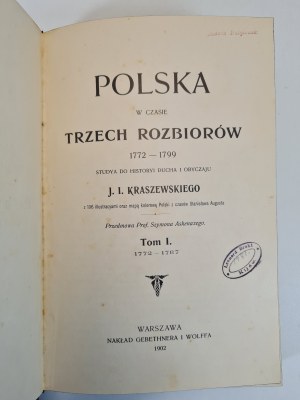 POLSKA
W CZASIE
TRZECH ROZBIORÓW
1772 — 1799
STUDYA DO HISTORYI DUCHA I OBYCZAJU
J. I. KRASZEWSKIEGO
Przedmowa Prof. Szymona Askenazego.
Tom I.
1772 - 1787
WARSZAWA
NAKŁAD GEBETHNERA I WOLFFA
1902